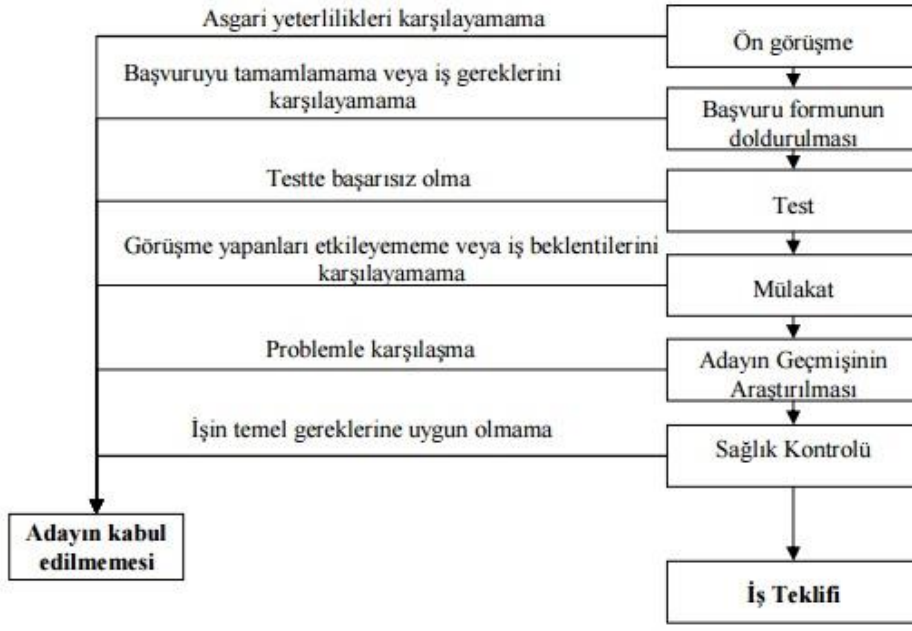 Asgari yeterlilikleri karşılayamama
Ön görüşme
Başvuruyu tamamlamama veya iş gereklerini
karşılayamama
Başvuru formunun
doldurulması
Testte başarısız olma
Test
Görüşme yapanları etkileyememe veya iş beklentilerini
karşılayamama
Mülakat
Problemle karşılaşma
Adayın Geçmişinin
Araştırılması
İşin temel gereklerine uygun olmama
Sağlık Kontrolü
Adayın kabul
edilmemesi
İş Teklifi